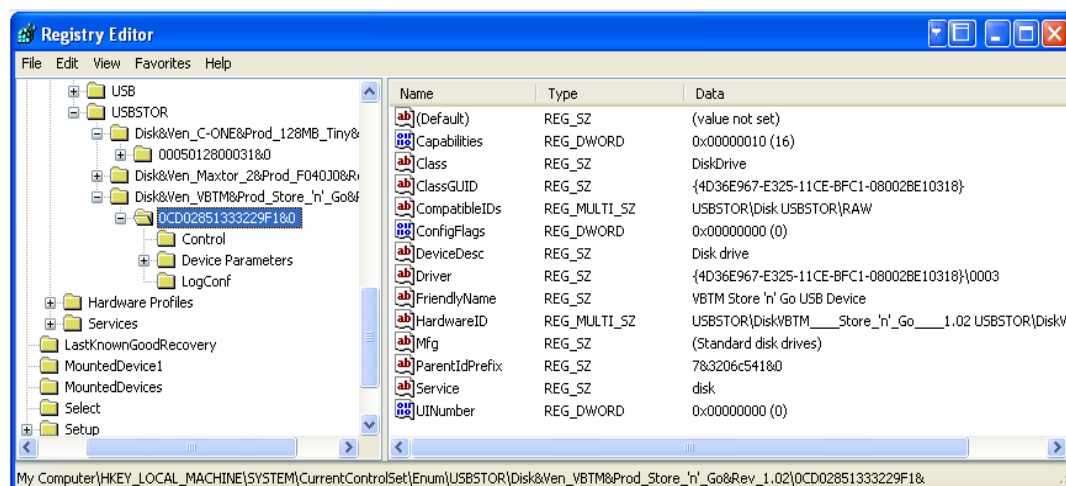 Registry Editor
File Edit View Favorites Help
USB
USBSTOR
Disk&Ven_C-ONE&Prod_128MB_Tiny&
0005012800031&0
Disk&Ven_Maxtor_2&Prod_F040J0&R
Disk&Ven_VBTM&Prod_Store_'n'_Go&
0CD02851333229F1&0
Control
Device Parameters
LogConf
Hardware Profiles
Services
LastKnownGoodRecovery
MountedDevice1
MountedDevices
Select
Setup
Name Type Data
(Default) REG_SZ (value not set)
Capabilities REG_DWORD 0x00000010 (16)
Class REG_SZ DiskDrive
ClassGUID REG_SZ {4D36E967-E325-11CE-BFC1-08002BE10318}
CompatibleIDs REG_MULTI_SZ USBSTOR\Disk USBSTOR\RAW
ConfigFlags REG_DWORD 0x00000000 (0)
DeviceDesc REG_SZ Disk drive
Driver REG_SZ {4D36E967-E325-11CE-BFC1-08002BE10318}\0003
FriendlyName REG_SZ VBTM Store 'n' Go USB Device
HardwareID REG_MULTI_SZ USBSTOR\DiskVBTM____Store_'n'_Go____1.02 USBSTOR\DiskV
Mfg REG_SZ (Standard disk drives)
ParentIdPrefix REG_SZ 7&3206c541&0
Service REG_SZ disk
UINumber REG_DWORD 0x00000000 (0)
My Computer\HKEY_LOCAL_MACHINE\SYSTEM\CurrentControlSet\Enum\USBSTOR\Disk&Ven_VBTM&Prod_Store_'n'_Go&Rev_1.02\0CD02851333229F1&